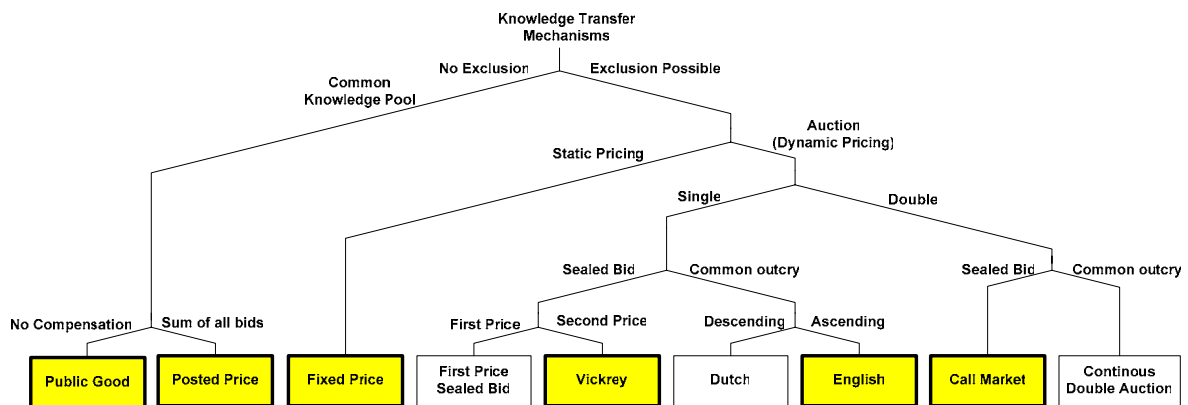 Knowledge Transfer
Mechanisms
No Exclusion
Exclusion Possible
Common
Knowledge Pool
Auction
(Dynamic Pricing)
Static Pricing
Single
Double
Sealed Bid
Common outcry
Sealed Bid
Common outcry
No Compensation
Sum of all bids
First Price
Second Price
Descending
Ascending
Public Good
Posted Price
Fixed Price
First Price
Sealed Bid
Vickrey
Dutch
English
Call Market
Continous
Double Auction